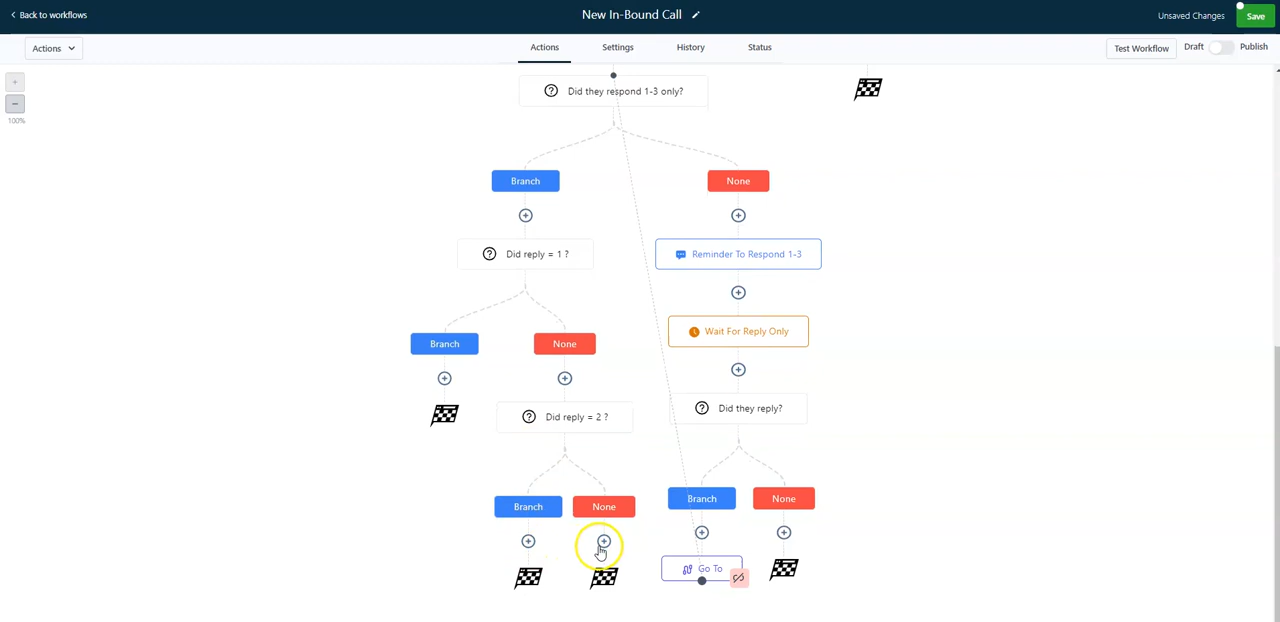 Back to workflows
New In-Bound Call
Unsaved Changes
Save
Actions
Actions
Settings
History
Status
Test Workflow
Draft
Publish
+
−
100%
Did they respond 1-3 only?
Branch
None
Did reply = 1 ?
Reminder To Respond 1-3
Branch
None
Wait For Reply Only
Did reply = 2 ?
Did they reply?
Branch
None
Branch
None
Go To